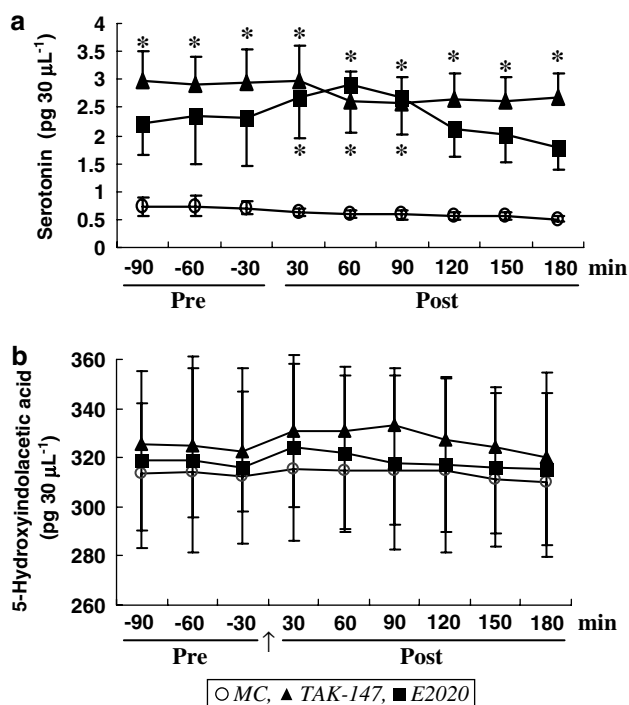 a
Serotonin (pg 30 µL-1)
4
* * * * * * * * *
3.5
3
2.5
2
* * *
1.5
1
0.5
0
-90 -60 -30 30 60 90 120 150 180 min
Pre Post
b
5-Hydroxyindolacetic acid
(pg 30 µL-1)
360
340
320
300
280
260
-90 -60 -30 ↑ 30 60 90 120 150 180 min
Pre Post
○ MC, ▲ TAK-147, ■ E2020